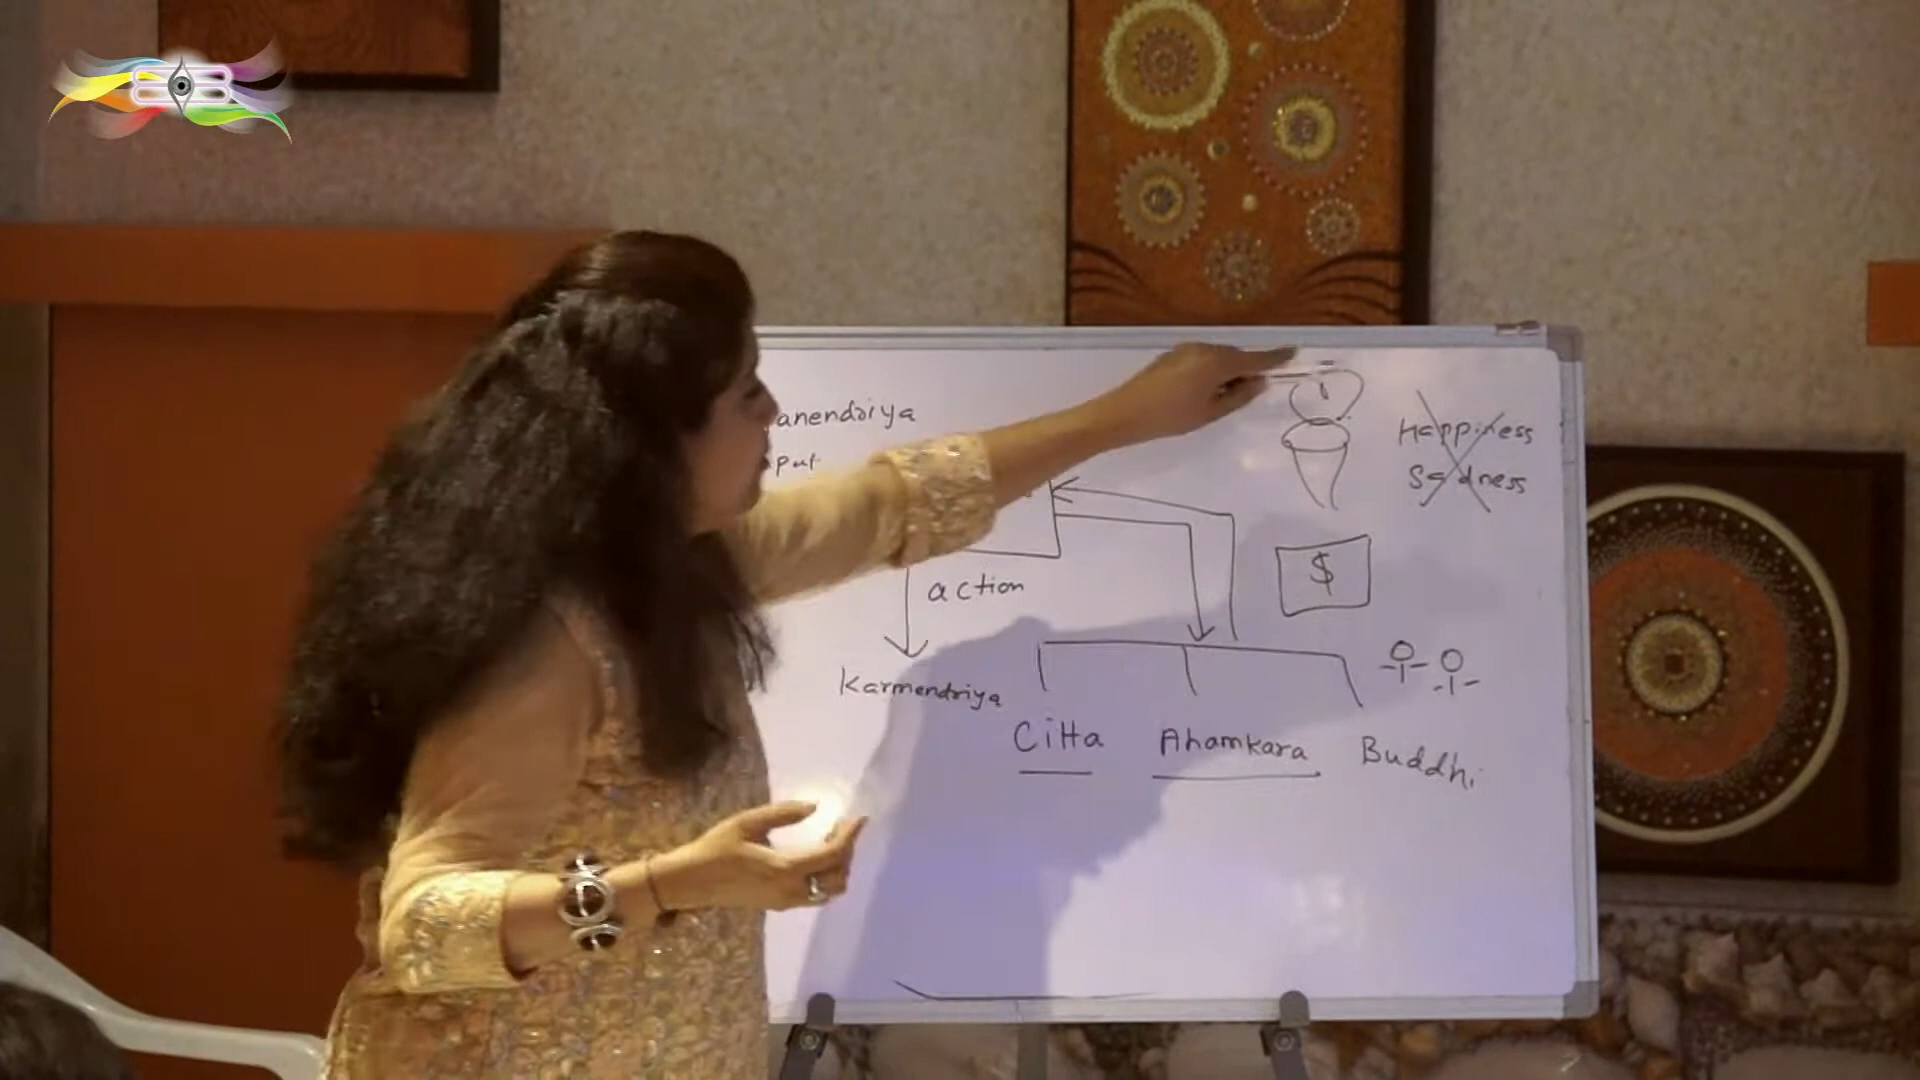 anendriya
put
Happiness
Sadness
$
action
Karmendriya
Citta Ahamkara Buddhi